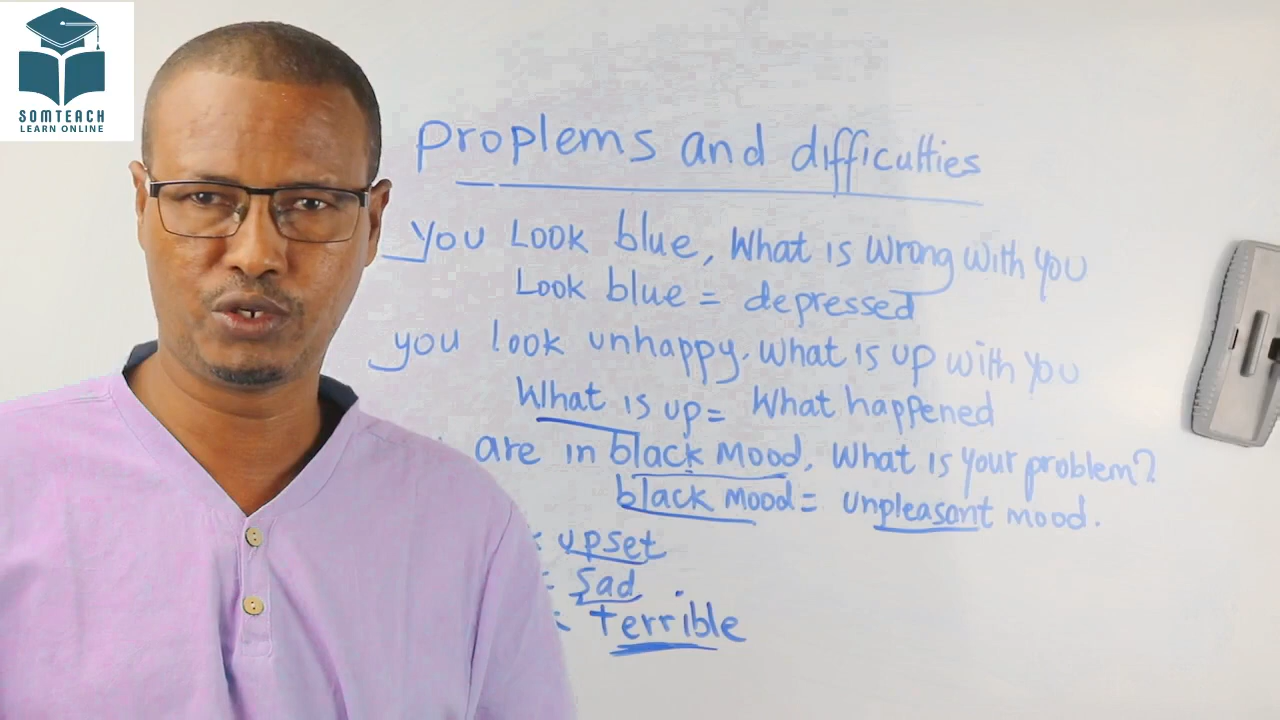 SOMTEACH
LEARN ONLINE
Proplems and difficulties
You Look blue, What is wrong with you
Look blue = depressed
you look unhappy. What is up with you
What is up = What happened
are in black mood. What is your problem?
black mood = unpleasant mood.
upset
= Sad
= terrible